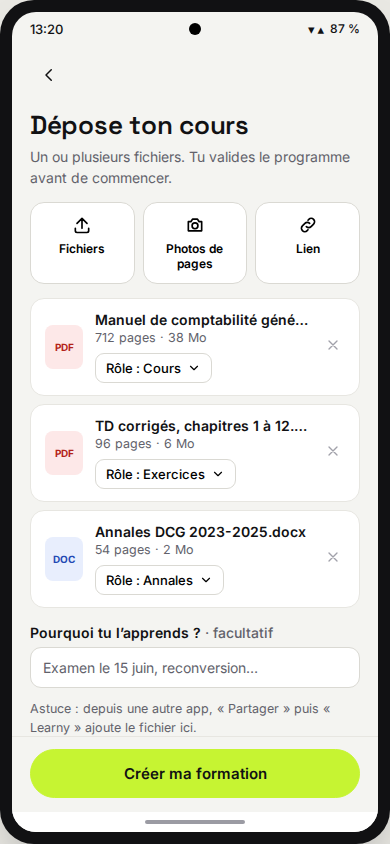 13:20
87 %
Dépose ton cours
Un ou plusieurs fichiers. Tu valides le programme
avant de commencer.
Fichiers
Photos de
pages
Lien
PDF
Manuel de comptabilité géné...
712 pages · 38 Mo
Rôle : Cours
PDF
TD corrigés, chapitres 1 à 12....
96 pages · 6 Mo
Rôle : Exercices
DOC
Annales DCG 2023-2025.docx
54 pages · 2 Mo
Rôle : Annales
Pourquoi tu l’apprends ? · facultatif
Examen le 15 juin, reconversion…
Astuce : depuis une autre app, « Partager » puis «
Learny » ajoute le fichier ici.
Créer ma formation